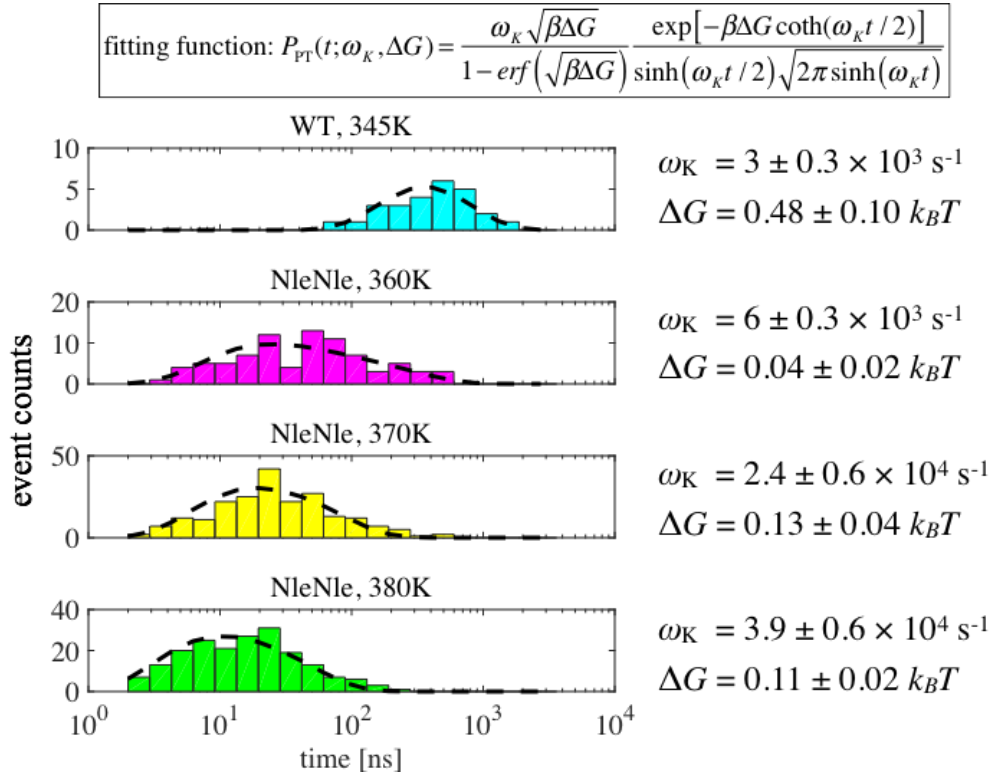 fitting function: P_PT(t;ω_K,ΔG) = ω_K√(βΔG) / (1−erf(√(βΔG))) exp[−βΔG coth(ω_K t/2)] / (sinh(ω_K t/2)√(2π sinh(ω_K t)))
WT, 345K
10
5
0
ω_K = 3 ± 0.3 × 10³ s⁻¹
ΔG = 0.48 ± 0.10 k_BT
NleNle, 360K
20
10
0
ω_K = 6 ± 0.3 × 10³ s⁻¹
ΔG = 0.04 ± 0.02 k_BT
event counts
NleNle, 370K
50
0
ω_K = 2.4 ± 0.6 × 10⁴ s⁻¹
ΔG = 0.13 ± 0.04 k_BT
NleNle, 380K
40
20
0
ω_K = 3.9 ± 0.6 × 10⁴ s⁻¹
ΔG = 0.11 ± 0.02 k_BT
10⁰ 10¹ 10² 10³ 10⁴
time [ns]